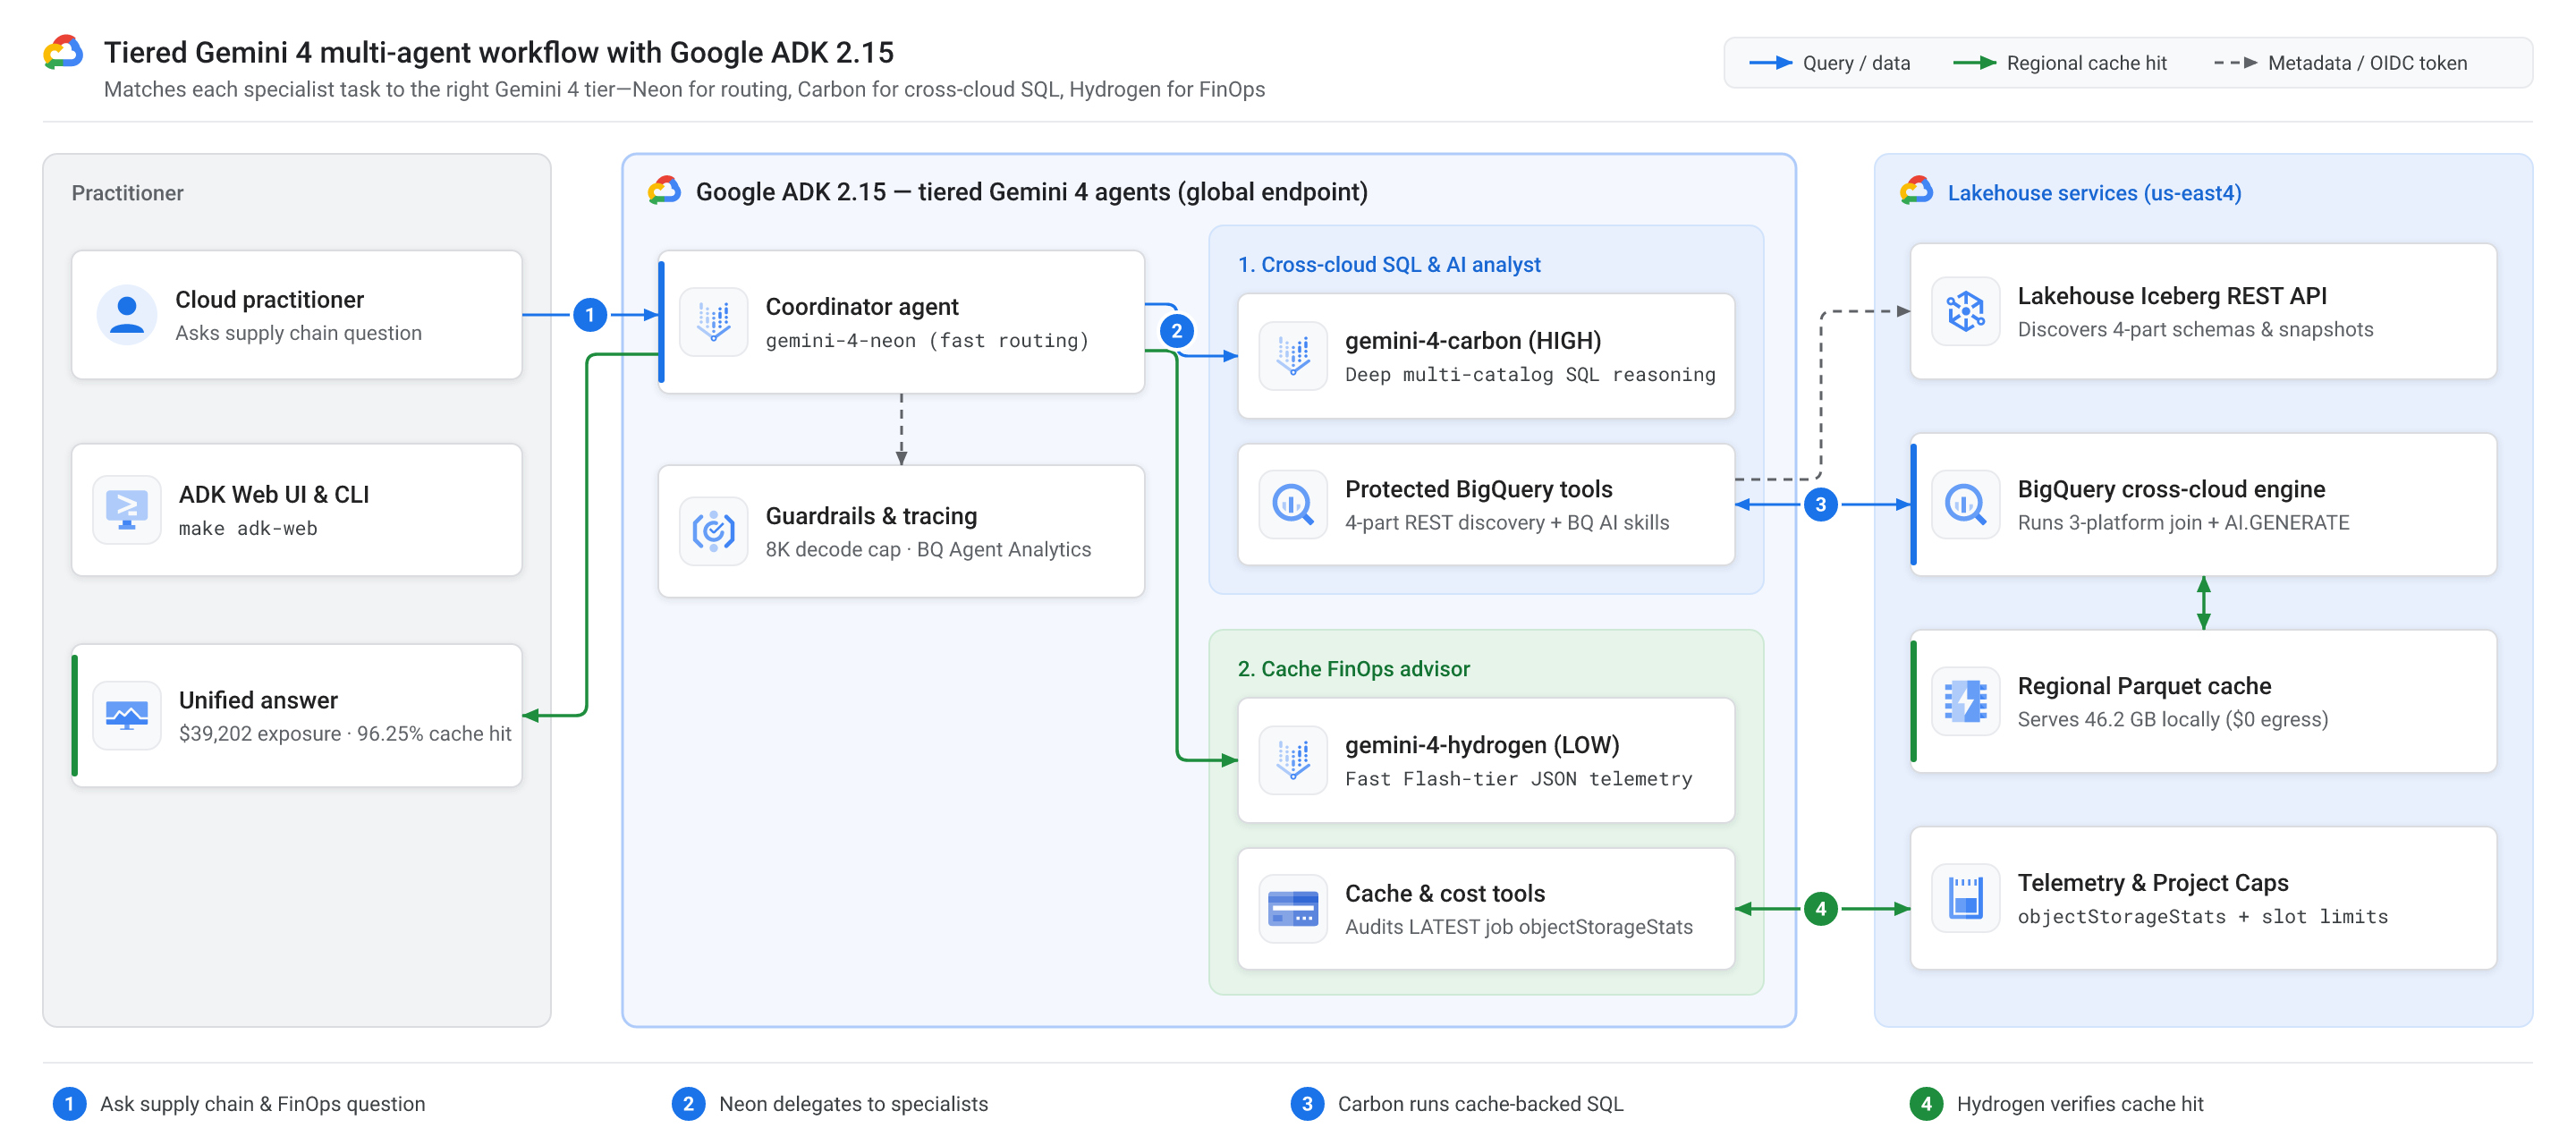 Tiered Gemini 4 multi-agent workflow with Google ADK 2.15
Matches each specialist task to the right Gemini 4 tier—Neon for routing, Carbon for cross-cloud SQL, Hydrogen for FinOps
Query / data
Regional cache hit
Metadata / OIDC token
Practitioner
Cloud practitioner
Asks supply chain question
ADK Web UI & CLI
make adk-web
Unified answer
$39,202 exposure · 96.25% cache hit
1
Google ADK 2.15 — tiered Gemini 4 agents (global endpoint)
Coordinator agent
gemini-4-neon (fast routing)
Guardrails & tracing
8K decode cap · BQ Agent Analytics
2
1. Cross-cloud SQL & AI analyst
gemini-4-carbon (HIGH)
Deep multi-catalog SQL reasoning
Protected BigQuery tools
4-part REST discovery + BQ AI skills
2. Cache FinOps advisor
gemini-4-hydrogen (LOW)
Fast Flash-tier JSON telemetry
Cache & cost tools
Audits LATEST job objectStorageStats
3
4
Lakehouse services (us-east4)
Lakehouse Iceberg REST API
Discovers 4-part schemas & snapshots
BigQuery cross-cloud engine
Runs 3-platform join + AI.GENERATE
Regional Parquet cache
Serves 46.2 GB locally ($0 egress)
Telemetry & Project Caps
objectStorageStats + slot limits
1 Ask supply chain & FinOps question
2 Neon delegates to specialists
3 Carbon runs cache-backed SQL
4 Hydrogen verifies cache hit